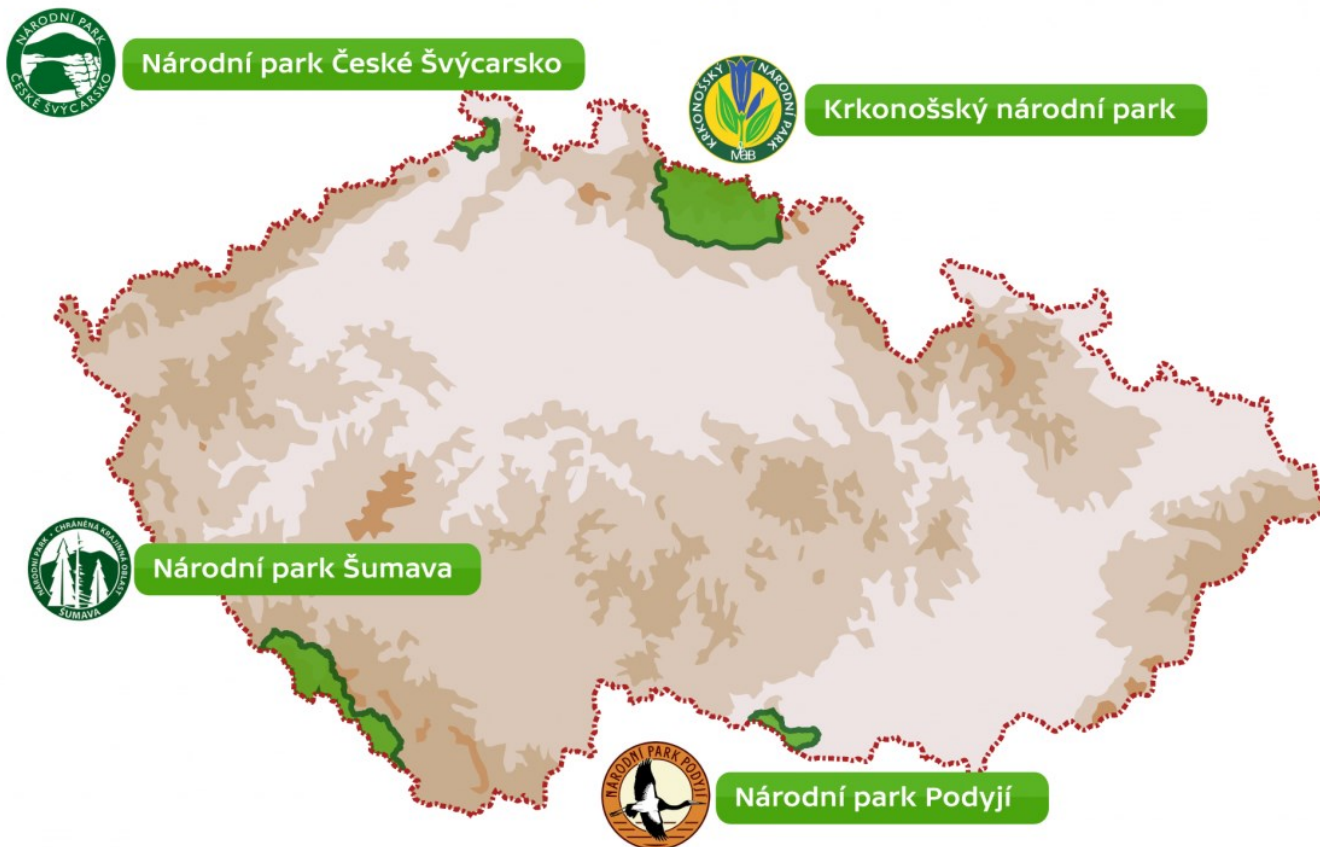 NÁRODNÍ PARK
ČESKÉ ŠVÝCARSKO
Národní park České Švýcarsko
KRKONOŠSKÝ NÁRODNÍ PARK
MaB
Krkonošský národní park
NÁRODNÍ PARK • CHRÁNĚNÁ KRAJINNÁ OBLAST
ŠUMAVA
Národní park Šumava
NÁRODNÍ PARK PODYJÍ
Národní park Podyjí